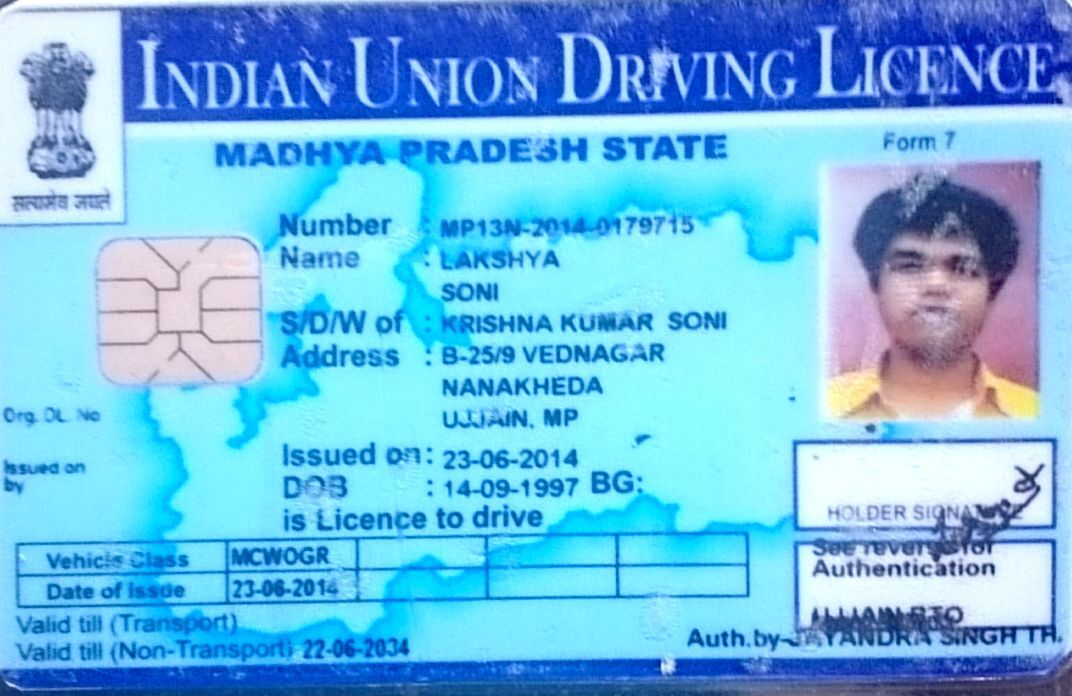 INDIAN UNION DRIVING LICENCE
सत्यमेव जयते
MADHYA PRADESH STATE
Form 7
Number : MP13N-2014-0179715
Name : LAKSHYA
SONI
S/D/W of : KRISHNA KUMAR SONI
Address : B-25/9 VEDNAGAR
NANAKHEDA
UJJAIN, MP
Org. DL. No
Issued on
by
Issued on: 23-06-2014
DOB : 14-09-1997 BG:
is Licence to drive
HOLDER SIGNATURE
Vehicle Class MCWOGR
Date of Issue 23-06-2014
See reverse for
Authentication
UJJAIN RTO
Valid till (Transport)
Valid till (Non-Transport) 22-06-2034
Auth.by-JAYANDRA SINGH TH.